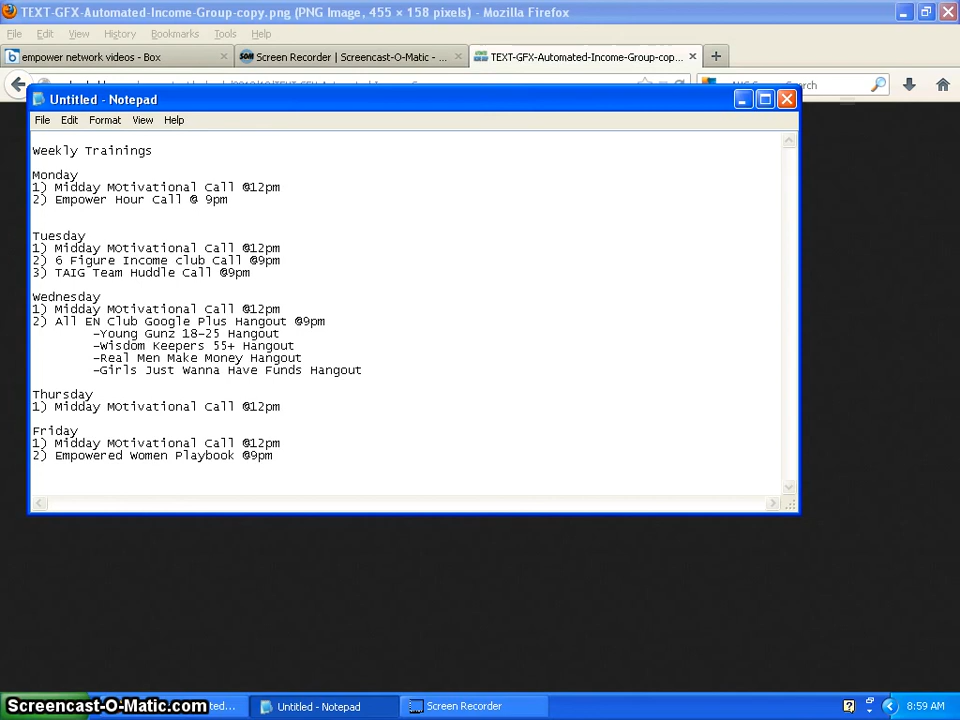 TEXT-GFX-Automated-Income-Group-copy.png (PNG Image, 455 × 158 pixels) - Mozilla Firefox
File Edit View History Bookmarks Tools Help
empower network videos - Box
Screen Recorder | Screencast-O-Matic - ...
TEXT-GFX-Automated-Income-Group-cop...
Untitled - Notepad
File Edit Format View Help
Weekly Trainings
Monday
1) Midday MOtivational Call @12pm
2) Empower Hour Call @ 9pm
Tuesday
1) Midday MOtivational Call @12pm
2) 6 Figure Income club Call @9pm
3) TAIG Team Huddle Call @9pm
Wednesday
1) Midday MOtivational Call @12pm
2) All EN Club Google Plus Hangout @9pm
-Young Gunz 18-25 Hangout
-Wisdom Keepers 55+ Hangout
-Real Men Make Money Hangout
-Girls Just Wanna Have Funds Hangout
Thursday
1) Midday MOtivational Call @12pm
Friday
1) Midday MOtivational Call @12pm
2) Empowered Women Playbook @9pm
Screencast-O-Matic.com
Untitled - Notepad
Screen Recorder
8:59 AM